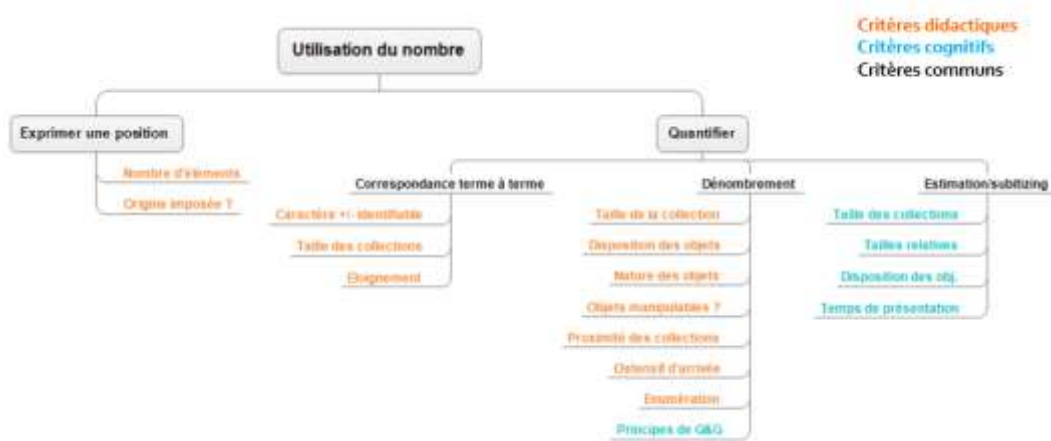 Critères didactiques
Critères cognitifs
Critères communs
Utilisation du nombre
Exprimer une position
Nombre d'éléments
Origine imposée ?
Quantifier
Correspondance terme à terme
Caractère +/- identifiable
Taille des collections
Eloignement
Dénombrement
Taille de la collection
Disposition des objets
Nature des objets
Objets manipulables ?
Proximité des collections
Ostensif d'arrivée
Enumération
Principes de G&G
Estimation/subitizing
Taille des collections
Tailles relatives
Disposition des obj.
Temps de présentation